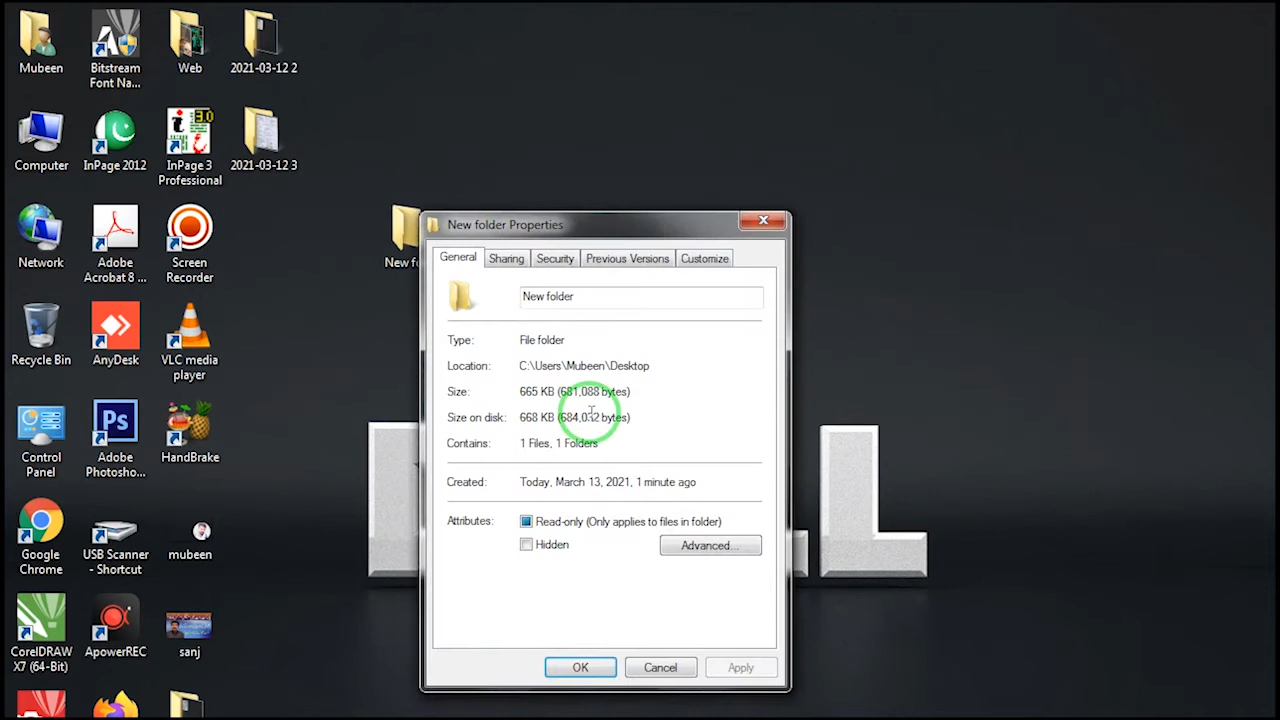 Mubeen
Bitstream
Font Na...
Web
2021-03-12 2
Computer
InPage 2012
3.0
InPage 3
Professional
2021-03-12 3
Network
Adobe
Acrobat 8 ...
Screen
Recorder
New f
Recycle Bin
AnyDesk
VLC media
player
Control
Panel
Ps
Adobe
Photosho...
HandBrake
Google
Chrome
USB Scanner
- Shortcut
mubeen
CorelDRAW
X7 (64-Bit)
ApowerREC
sanj
New folder Properties
General
Sharing
Security
Previous Versions
Customize
New folder
Type: File folder
Location: C:\Users\Mubeen\Desktop
Size: 665 KB (681,088 bytes)
Size on disk: 668 KB (684,032 bytes)
Contains: 1 Files, 1 Folders
Created: Today, March 13, 2021, 1 minute ago
Attributes: Read-only (Only applies to files in folder)
Hidden
Advanced...
OK
Cancel
Apply
L